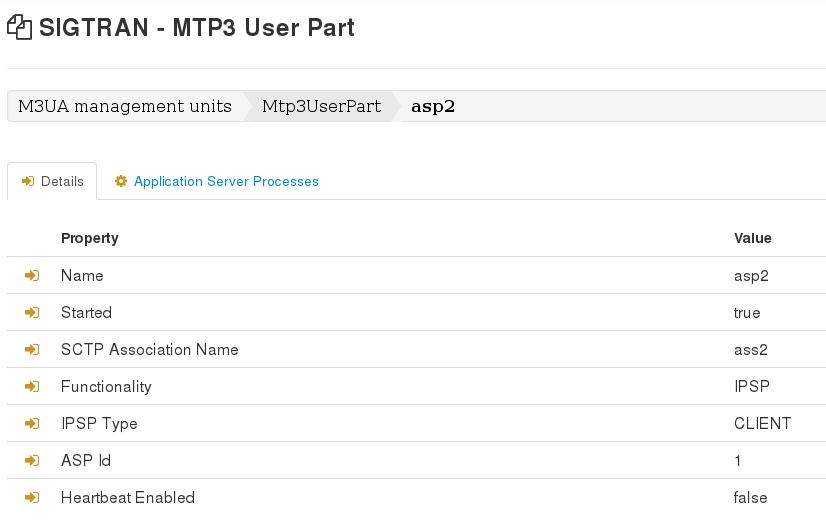 SIGTRAN - MTP3 User Part
M3UA management units Mtp3UserPart asp2
Details Application Server Processes
Property Value
Name asp2
Started true
SCTP Association Name ass2
Functionality IPSP
IPSP Type CLIENT
ASP Id 1
Heartbeat Enabled false